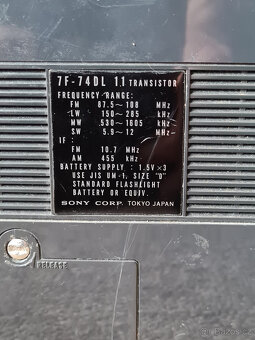 7F-74DL 11 TRANSISTOR
FREQUENCY RANGE:
FM 87.5~108 MHz
LW 150~285 kHz
MW 530~1605 kHz
SW 5.9~12 MHz
IF :
FM 10.7 MHz
AM 455 kHz
BATTERY SUPPLY : 1.5V×3
USE JIS UM-1, SIZE "D"
STANDARD FLASHLIGHT
BATTERY OR EQUIV.
SONY CORP. TOKYO JAPAN
RELEASE